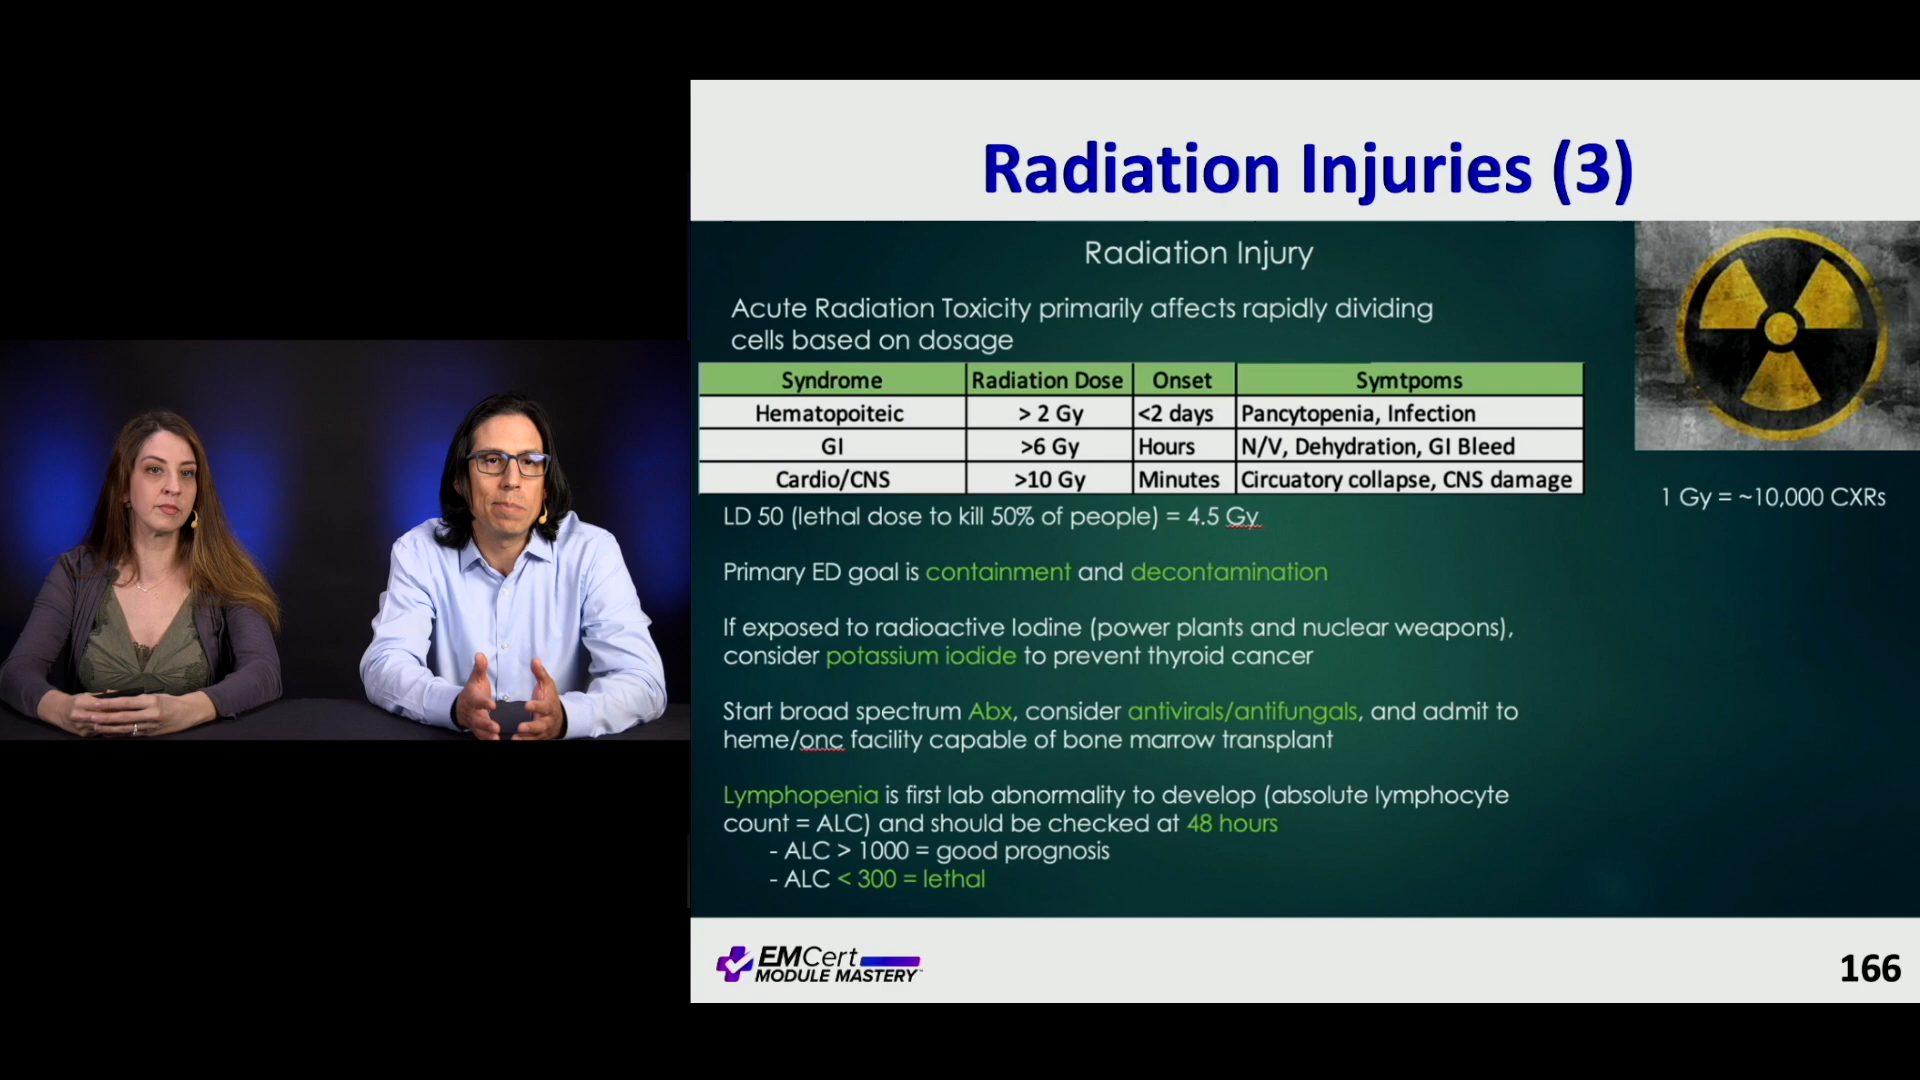 Radiation Injuries (3)
Radiation Injury
Acute Radiation Toxicity primarily affects rapidly dividing
cells based on dosage
Syndrome Radiation Dose Onset Symtpoms
Hematopoiteic > 2 Gy <2 days Pancytopenia, Infection
GI >6 Gy Hours N/V, Dehydration, GI Bleed
Cardio/CNS >10 Gy Minutes Circuatory collapse, CNS damage
1 Gy = ~10,000 CXRs
LD 50 (lethal dose to kill 50% of people) = 4.5 Gy
Primary ED goal is containment and decontamination
If exposed to radioactive Iodine (power plants and nuclear weapons),
consider potassium iodide to prevent thyroid cancer
Start broad spectrum Abx, consider antivirals/antifungals, and admit to
heme/onc facility capable of bone marrow transplant
Lymphopenia is first lab abnormality to develop (absolute lymphocyte
count = ALC) and should be checked at 48 hours
- ALC > 1000 = good prognosis
- ALC < 300 = lethal
EMCert
MODULE MASTERY
166